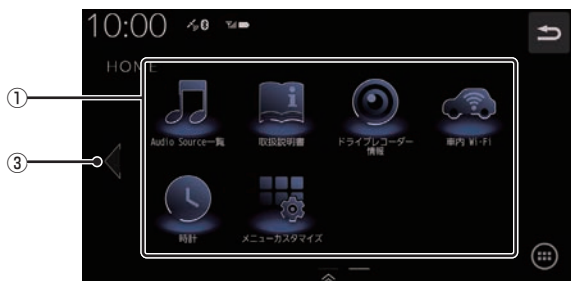 10:00
HOME
①
Audio Source一覧
取扱説明書
ドライブレコーダー
情報
車内 Wi-Fi
③
時計
メニューカスタマイズ